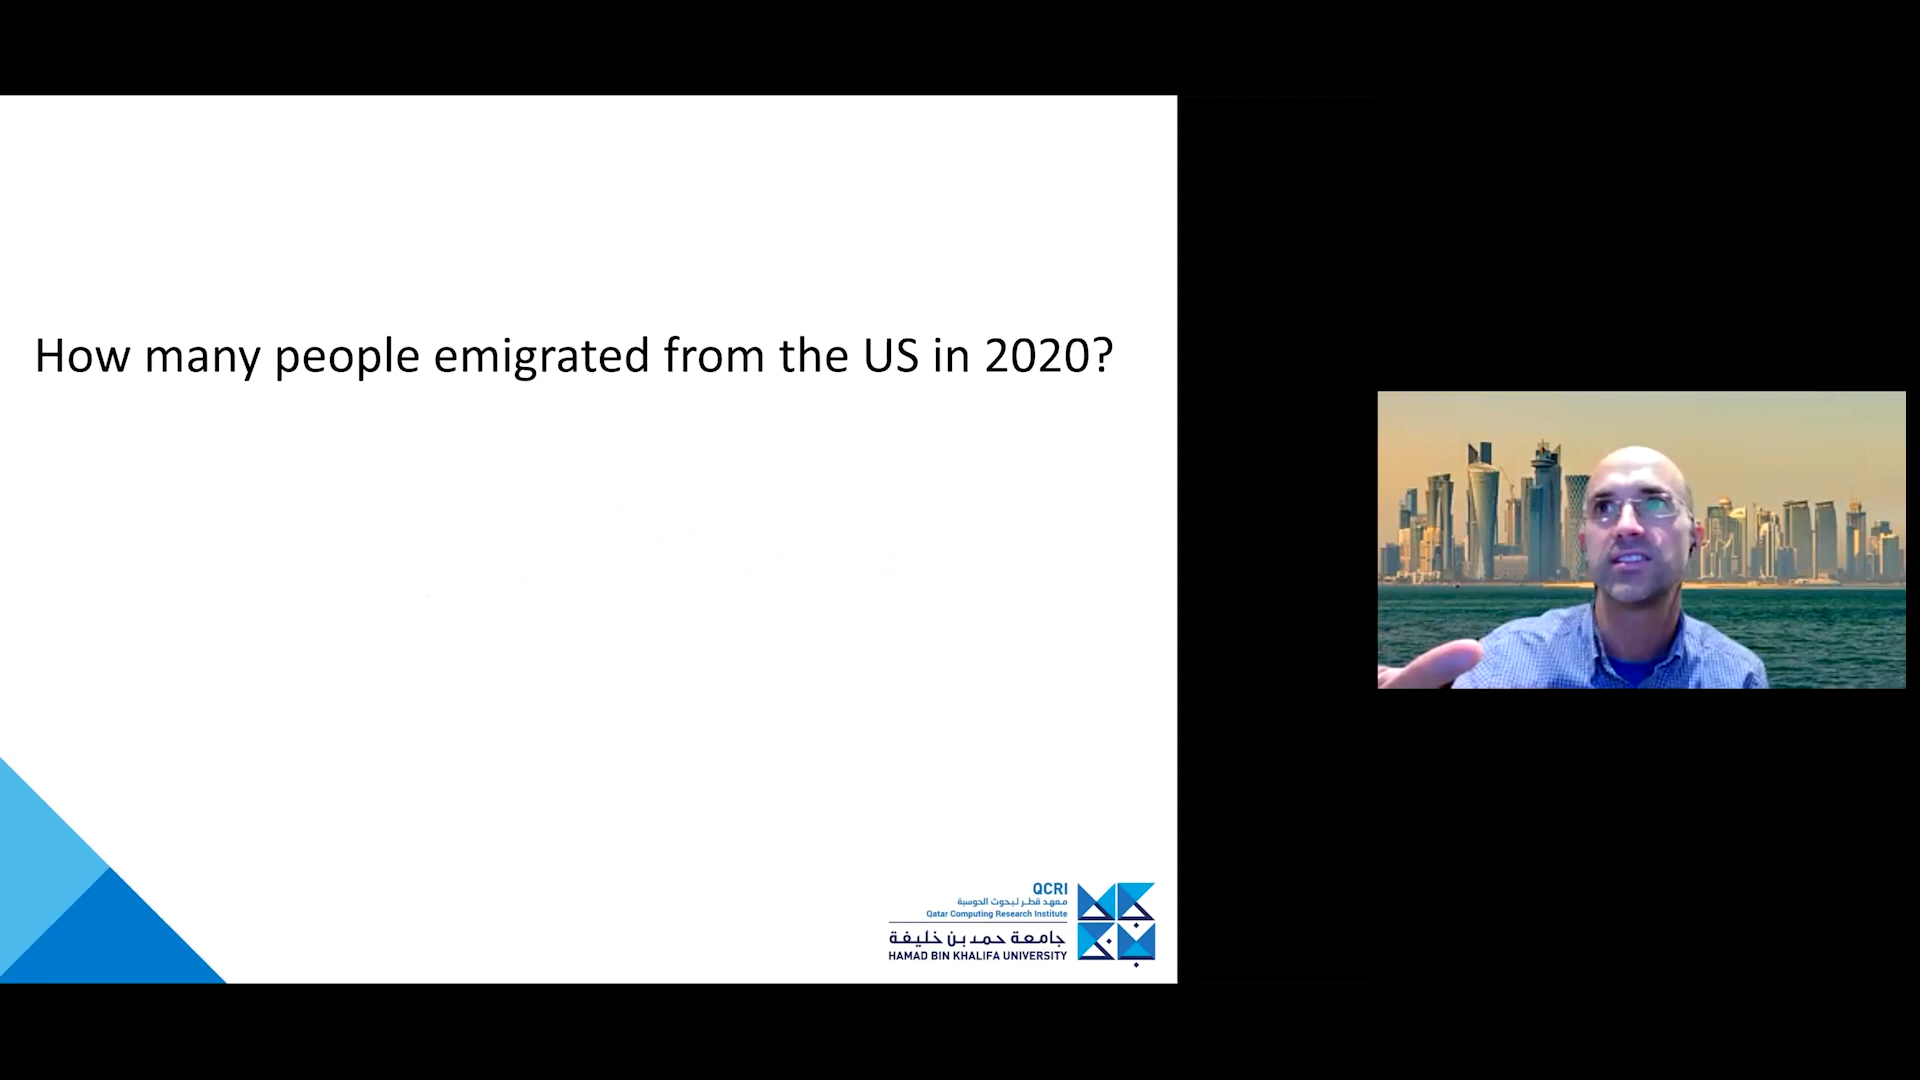 How many people emigrated from the US in 2020?
QCRI
معهد قطر لبحوث الحوسبة
Qatar Computing Research Institute
جامعة حمد بن خليفة
HAMAD BIN KHALIFA UNIVERSITY